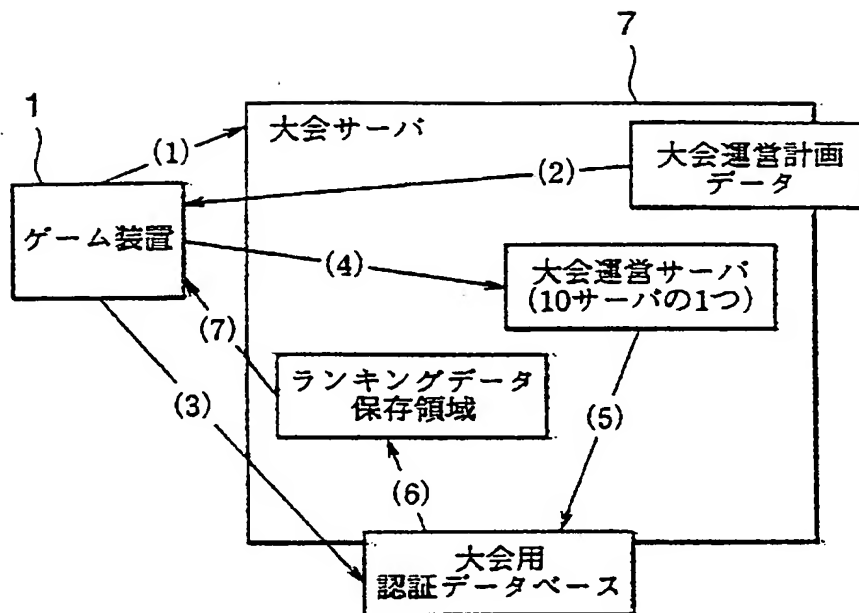 7
1
大会サーバ
(1)
大会運営計画
データ
(2)
ゲーム装置
(4)
大会運営サーバ
(10サーバの1つ)
(7)
ランキングデータ
保存領域
(3)
(5)
(6)
大会用
認証データベース